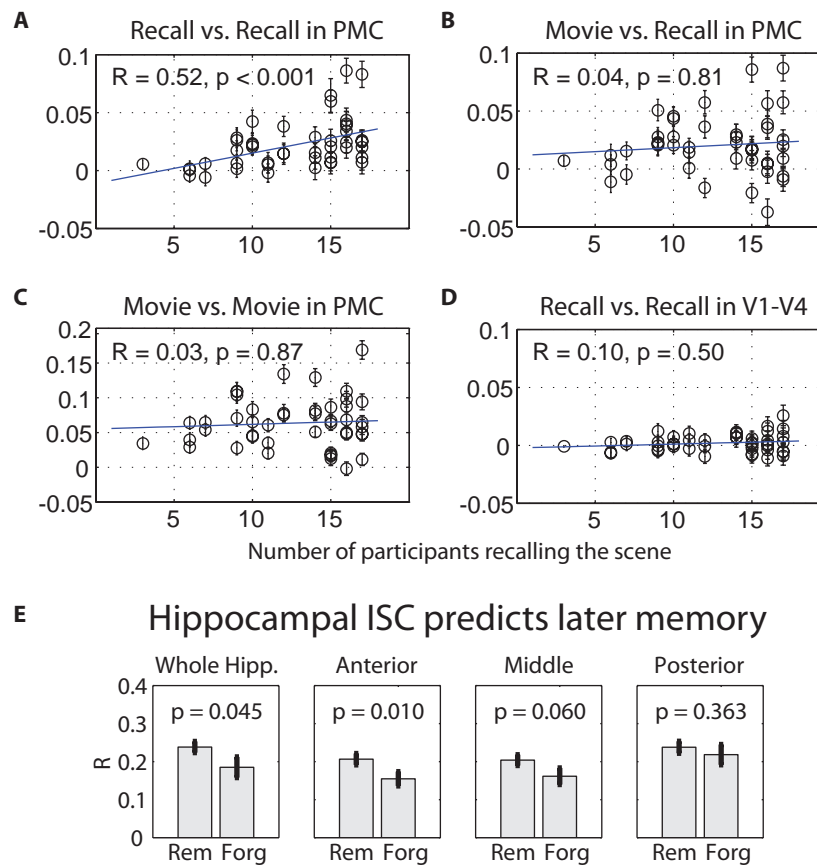 A
Recall vs. Recall in PMC
R = 0.52, p < 0.001
0.1
0.05
0
-0.05
5 10 15
B
Movie vs. Recall in PMC
R = 0.04, p = 0.81
0.1
0.05
0
-0.05
5 10 15
C
Movie vs. Movie in PMC
R = 0.03, p = 0.87
0.2
0.15
0.1
0.05
0
-0.05
5 10 15
D
Recall vs. Recall in V1-V4
R = 0.10, p = 0.50
0.1
0.05
0
-0.05
5 10 15
Number of participants recalling the scene
E
Hippocampal ISC predicts later memory
R
0.4
0.3
0.2
0.1
0
Whole Hipp.
p = 0.045
Rem Forg
Anterior
p = 0.010
Rem Forg
Middle
p = 0.060
Rem Forg
Posterior
p = 0.363
Rem Forg